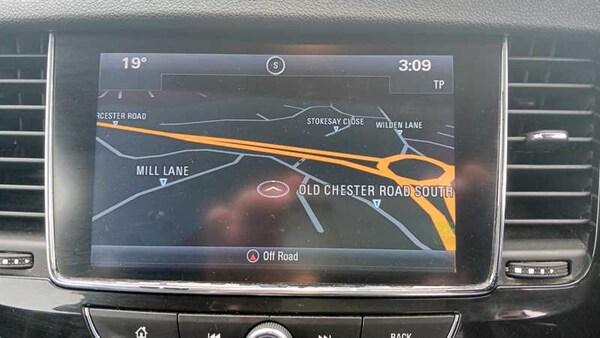 19°
S
3:09
TP
RCESTER ROAD
STOKESAY CLOSE
WILDEN LANE
MILL LANE
OLD CHESTER ROAD SOUTH
Off Road
BACK